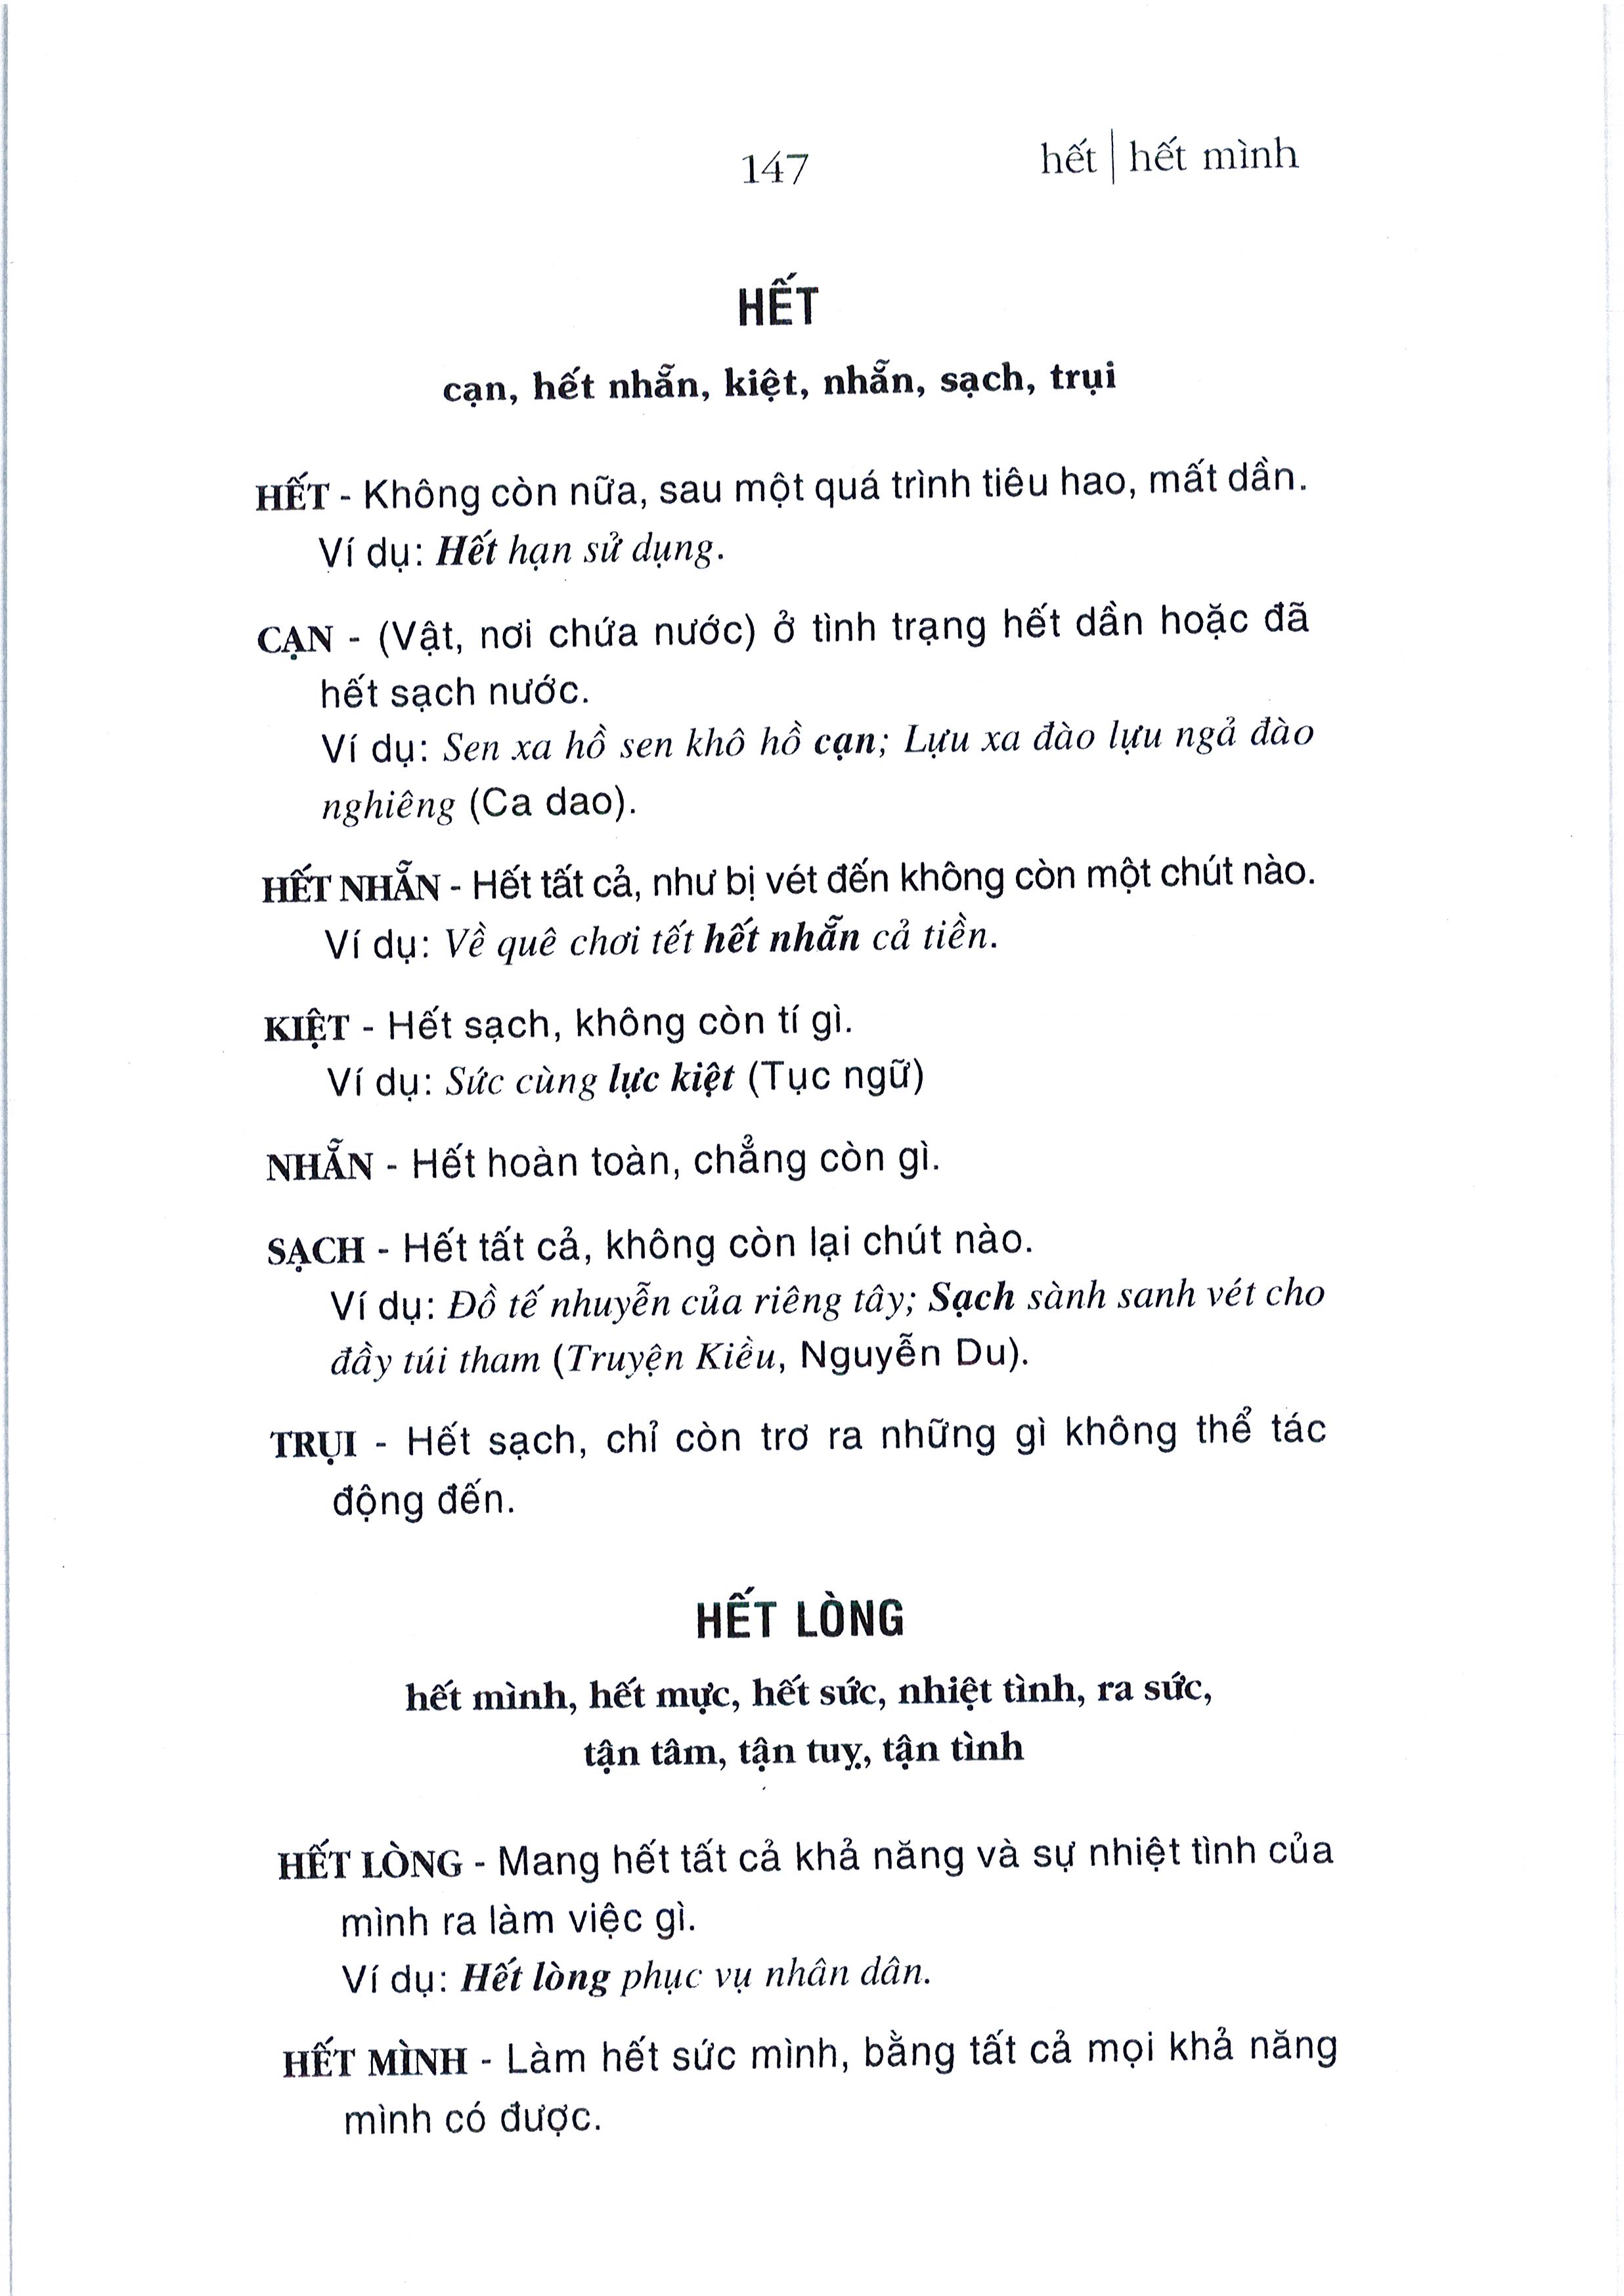 147 hết | hết mình
HẾT
cạn, hết nhẵn, kiệt, nhẵn, sạch, trụi
HẾT - Không còn nữa, sau một quá trình tiêu hao, mất dần.
Ví dụ: Hết hạn sử dụng.
CẠN - (Vật, nơi chứa nước) ở tình trạng hết dần hoặc đã
hết sạch nước.
Ví dụ: Sen xa hồ sen khô hồ cạn; Lựu xa đào lựu ngả đào
nghiêng (Ca dao).
HẾT NHẴN - Hết tất cả, như bị vét đến không còn một chút nào.
Ví dụ: Về quê chơi tết hết nhẵn cả tiền.
KIỆT - Hết sạch, không còn tí gì.
Ví dụ: Sức cùng lực kiệt (Tục ngữ)
NHẴN - Hết hoàn toàn, chẳng còn gì.
SẠCH - Hết tất cả, không còn lại chút nào.
Ví dụ: Đồ tế nhuyễn của riêng tây; Sạch sành sanh vét cho
đầy túi tham (Truyện Kiều, Nguyễn Du).
TRỤI - Hết sạch, chỉ còn trơ ra những gì không thể tác
động đến.
HẾT LÒNG
hết mình, hết mực, hết sức, nhiệt tình, ra sức,
tận tâm, tận tuỵ, tận tình
HẾT LÒNG - Mang hết tất cả khả năng và sự nhiệt tình của
mình ra làm việc gì.
Ví dụ: Hết lòng phục vụ nhân dân.
HẾT MÌNH - Làm hết sức mình, bằng tất cả mọi khả năng
mình có được.